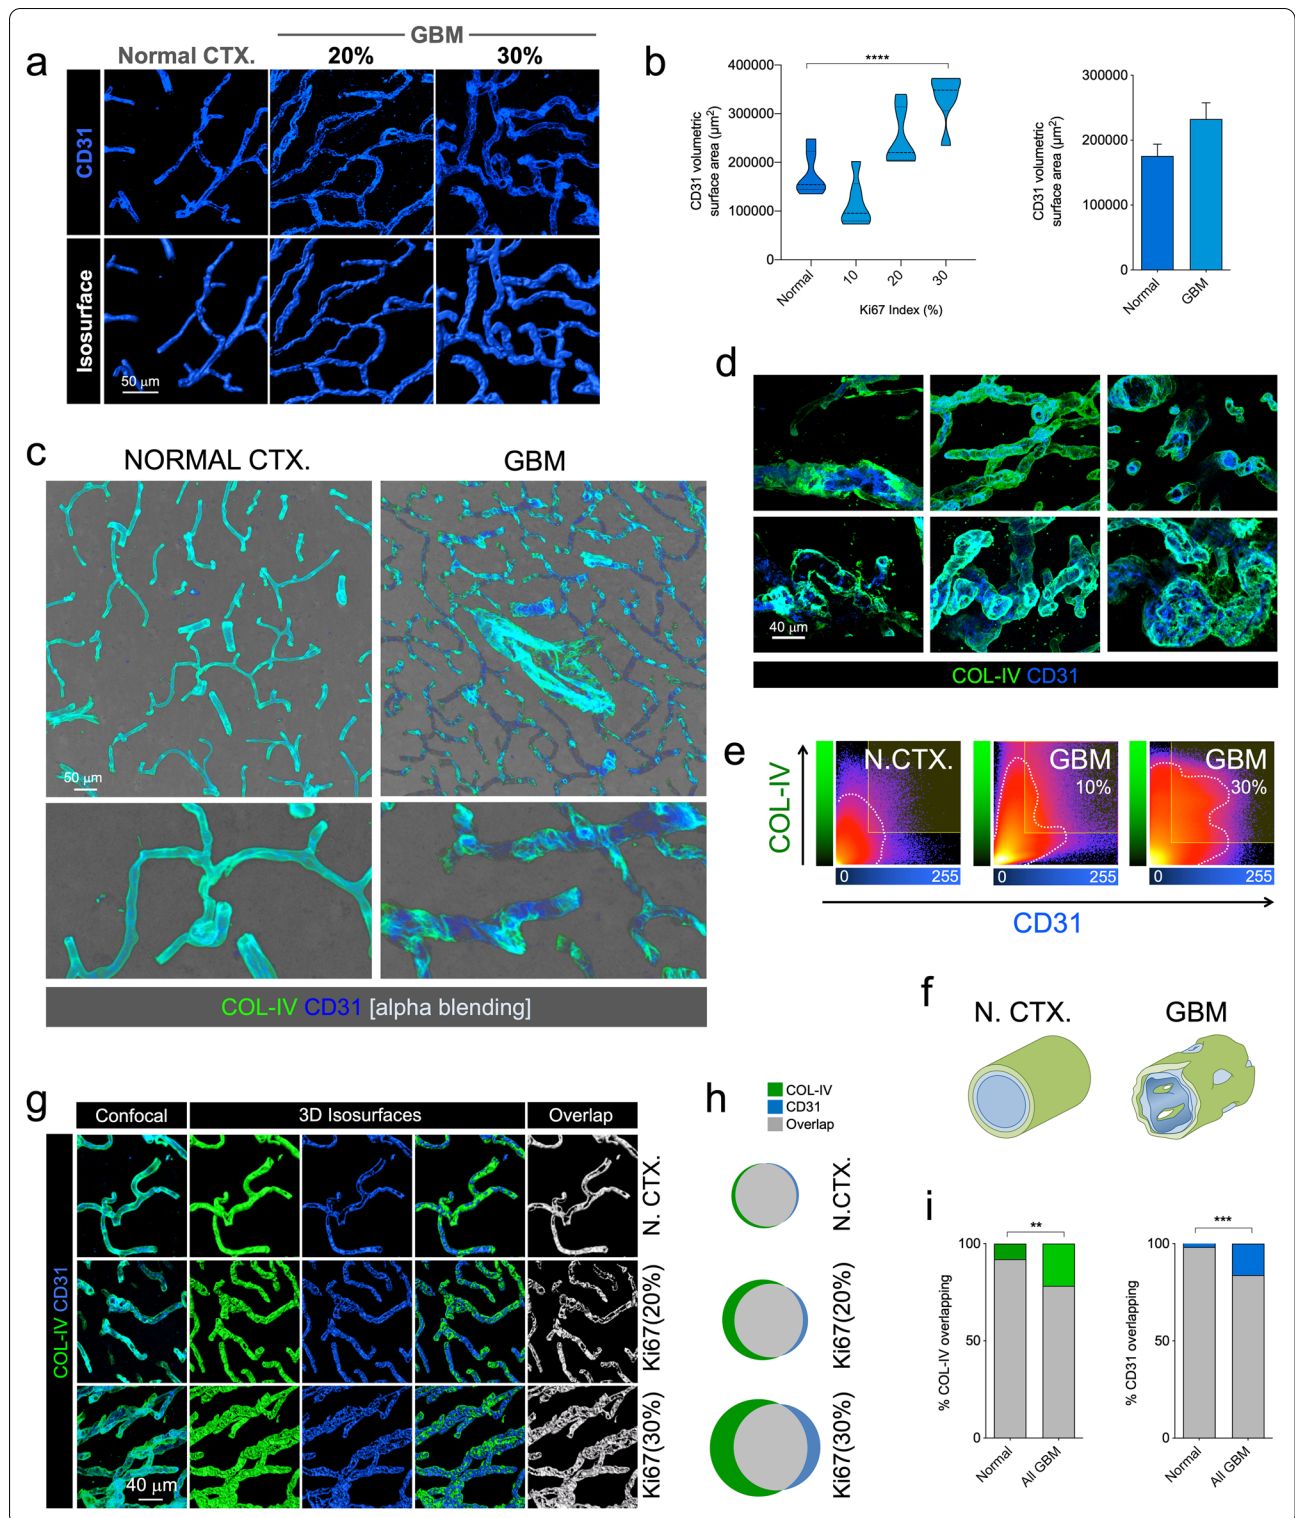 a
GBM
Normal CTX.
20%
30%
CD31
Isosurface
50 µm
b
CD31 volumetric
surface area (µm²)
400000
300000
200000
100000
0
****
Normal
10
20
30
Ki67 Index (%)
CD31 volumetric
surface area (µm²)
300000
200000
100000
0
Normal
GBM
c
NORMAL CTX.
GBM
50 µm
COL-IV CD31 [alpha blending]
d
40 µm
COL-IV CD31
e
COL-IV
N.CTX.
GBM
10%
GBM
30%
0 255
0 255
0 255
CD31
f
N. CTX.
GBM
g
Confocal
3D Isosurfaces
Overlap
COL-IV CD31
N. CTX.
Ki67(20%)
Ki67(30%)
40 µm
h
COL-IV
CD31
Overlap
N.CTX.
Ki67(20%)
Ki67(30%)
i
% COL-IV overlapping
100
50
0
**
Normal
All GBM
% CD31 overlapping
100
50
0
***
Normal
All GBM